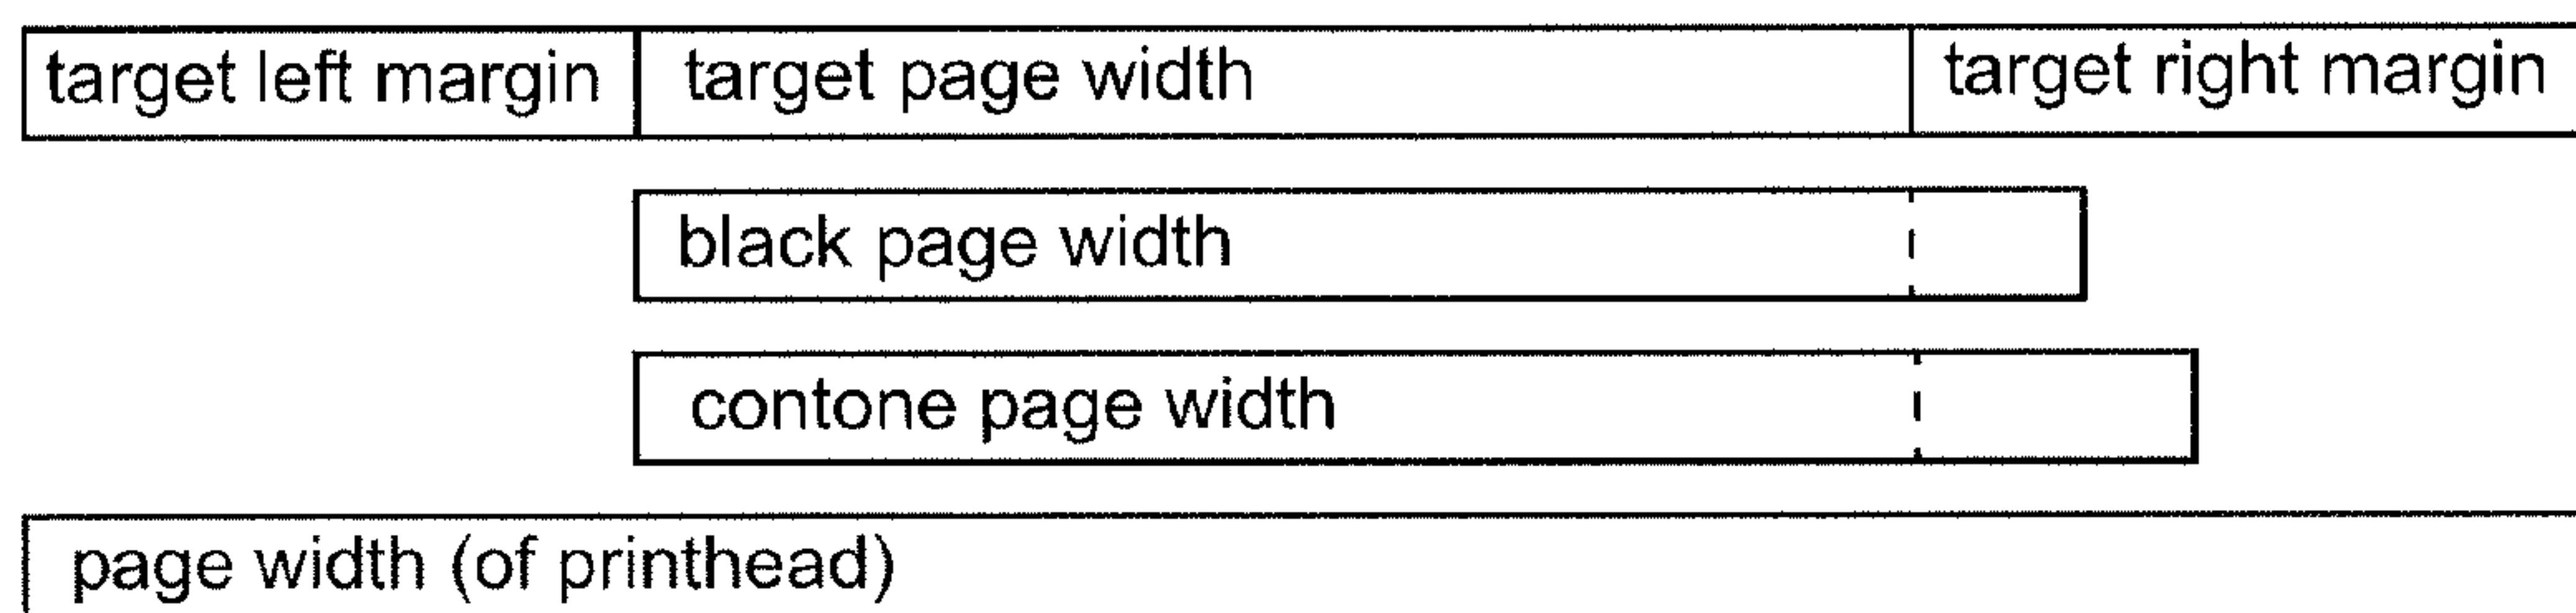 target left margin target page width target right margin
black page width
contone page width
page width (of printhead)